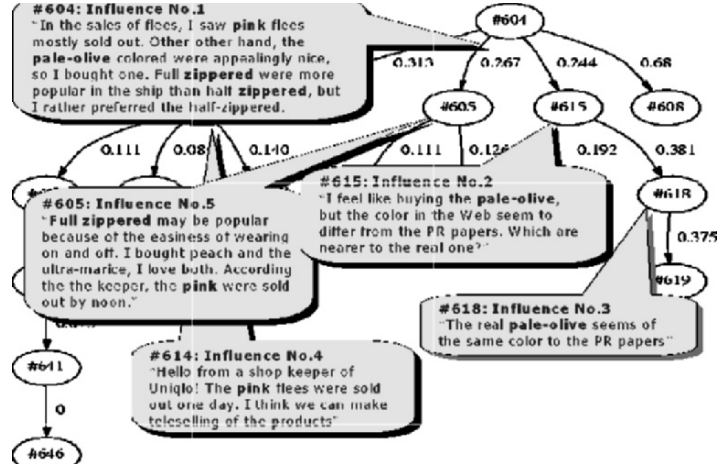 #604: Influence No.1
"In the sales of flees, I saw pink flees
mostly sold out. Other other hand, the
pale-olive colored were appealingly nice,
so I bought one. Full zippered were more
popular in the ship than half zippered, but
I rather preferred the half-zippered.
#604
0.313
0.267
0.244
0.68
#605
#615
#608
0.111
0.08
0.140
0.111
0.126
0.192
0.381
#605: Influence No.5
"Full zippered may be popular
because of the easiness of wearing
on and off. I bought peach and the
ultra-marice, I love both. According
the the keeper, the pink were sold
out by noon."
#615: Influence No.2
"I feel like buying the pale-olive,
but the color in the Web seem to
differ from the PR papers. Which are
nearer to the real one?"
#618
0.375
#619
#618: Influence No.3
"The real pale-olive seems of
the same color to the PR papers"
#614: Influence No.4
"Hello from a shop keeper of
Uniqlo! The pink flees were sold
out one day. I think we can make
teleselling of the products"
#641
0
#646